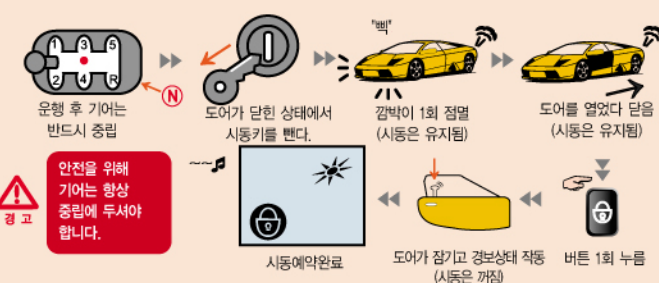 "삑"
1 3 5
2 4 R
N
운행 후 기어는
반드시 중립
도어가 닫힌 상태에서
시동키를 뺀다.
깜박이 1회 점멸
(시동은 유지됨)
도어를 열었다 닫음
(시동은 유지됨)
버튼 1회 누름
도어가 잠기고 경보상태 작동
(시동은 꺼짐)
시동예약완료
경 고
안전을 위해
기어는 항상
중립에 두셔야
합니다.